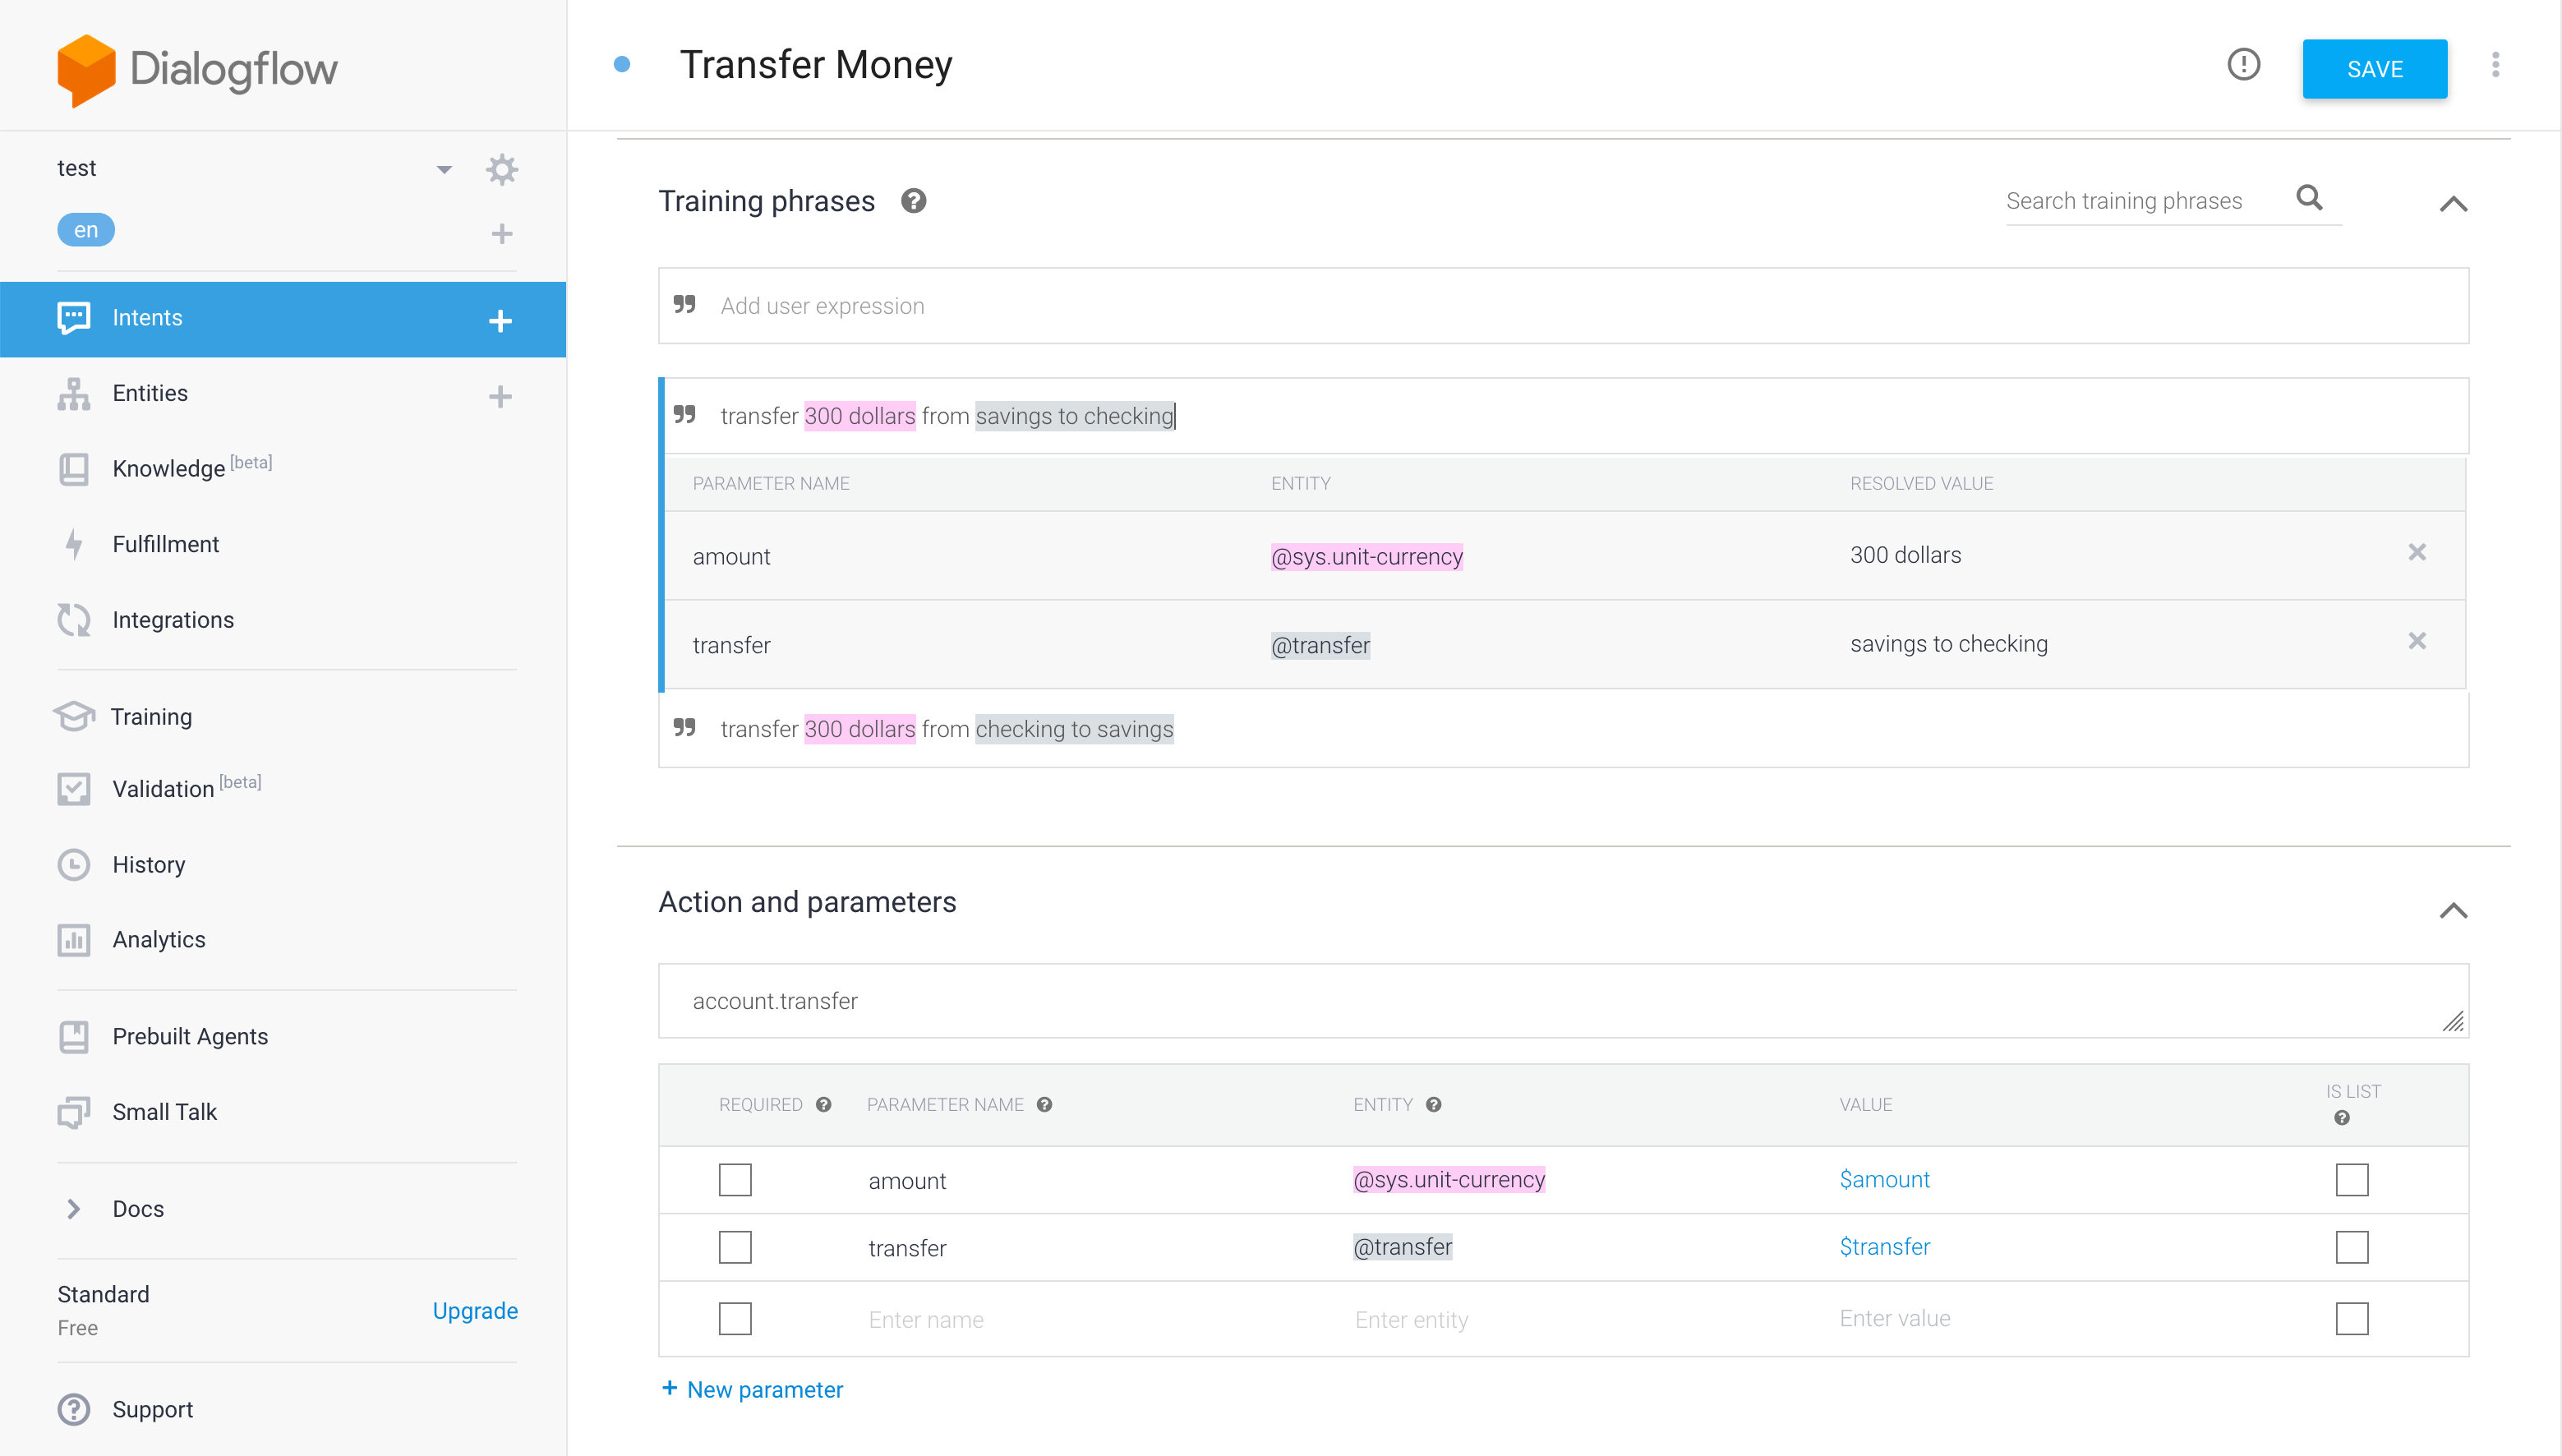 Dialogflow
test
en
Intents
Entities
Knowledge [beta]
Fulfillment
Integrations
Training
Validation [beta]
History
Analytics
Prebuilt Agents
Small Talk
Docs
Standard
Free
Upgrade
Support
Transfer Money
SAVE
Training phrases
Search training phrases
Add user expression
transfer 300 dollars from savings to checking
PARAMETER NAME ENTITY RESOLVED VALUE
amount @sys.unit-currency 300 dollars
transfer @transfer savings to checking
transfer 300 dollars from checking to savings
Action and parameters
account.transfer
REQUIRED PARAMETER NAME ENTITY VALUE IS LIST
amount @sys.unit-currency $amount
transfer @transfer $transfer
Enter name Enter entity Enter value
+ New parameter